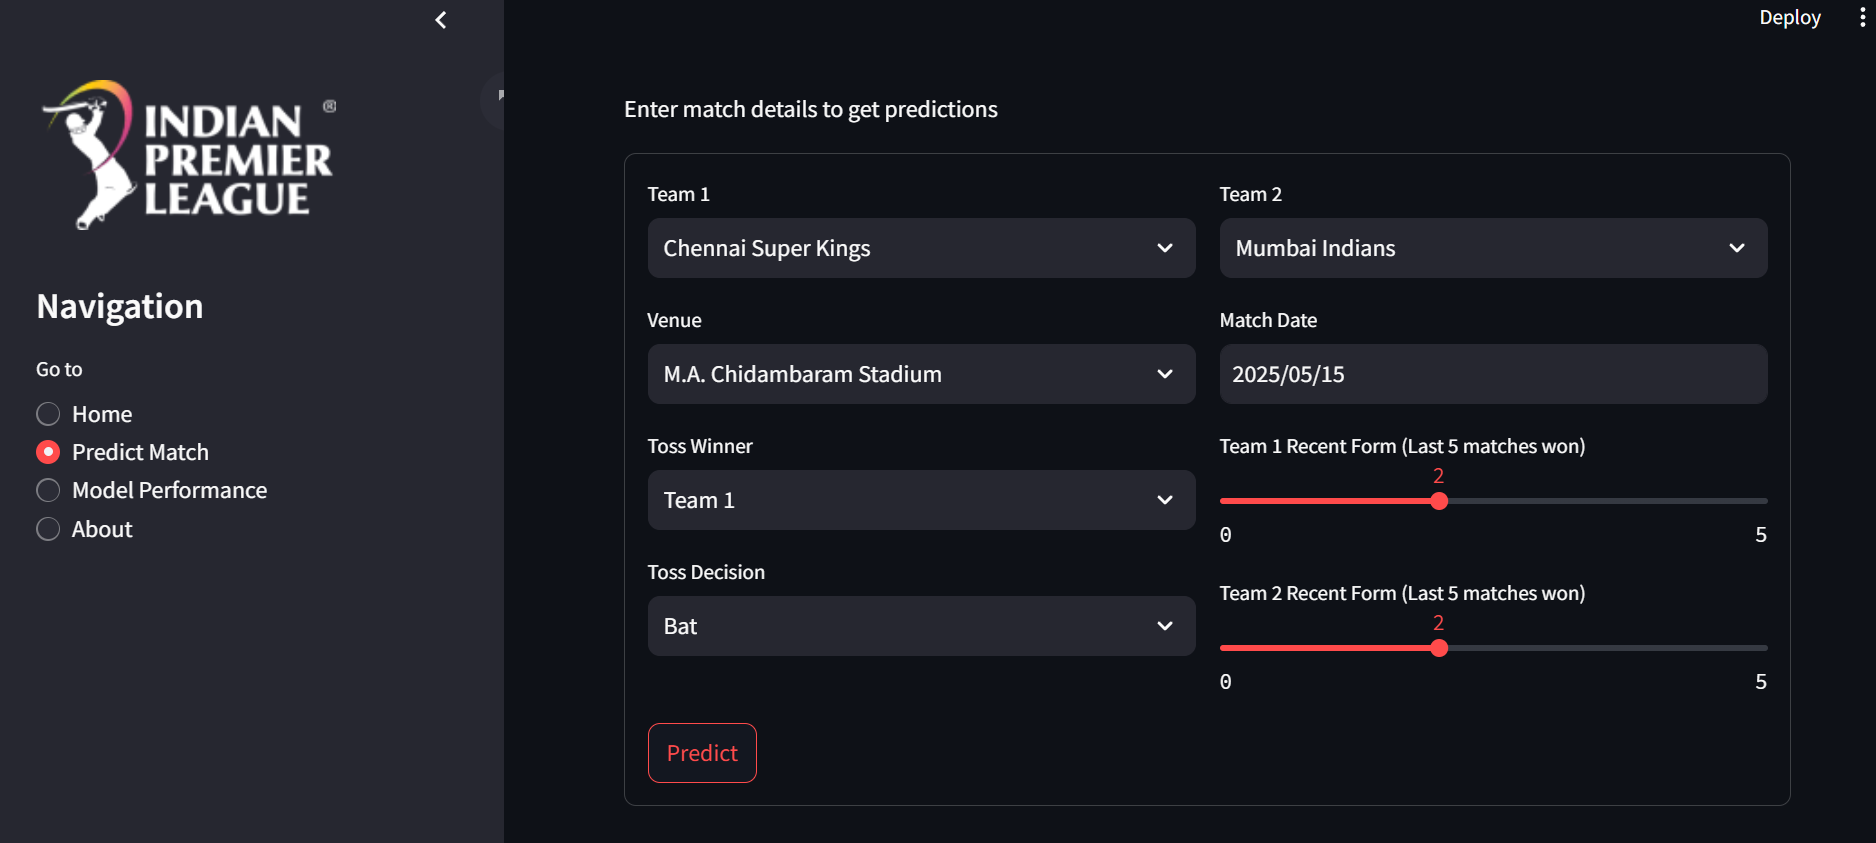 Deploy
INDIAN ®
PREMIER
LEAGUE
Navigation
Go to
Home
Predict Match
Model Performance
About
Enter match details to get predictions
Team 1
Chennai Super Kings
Team 2
Mumbai Indians
Venue
M.A. Chidambaram Stadium
Match Date
2025/05/15
Toss Winner
Team 1
Toss Decision
Bat
Team 1 Recent Form (Last 5 matches won)
2
0 5
Team 2 Recent Form (Last 5 matches won)
2
0 5
Predict